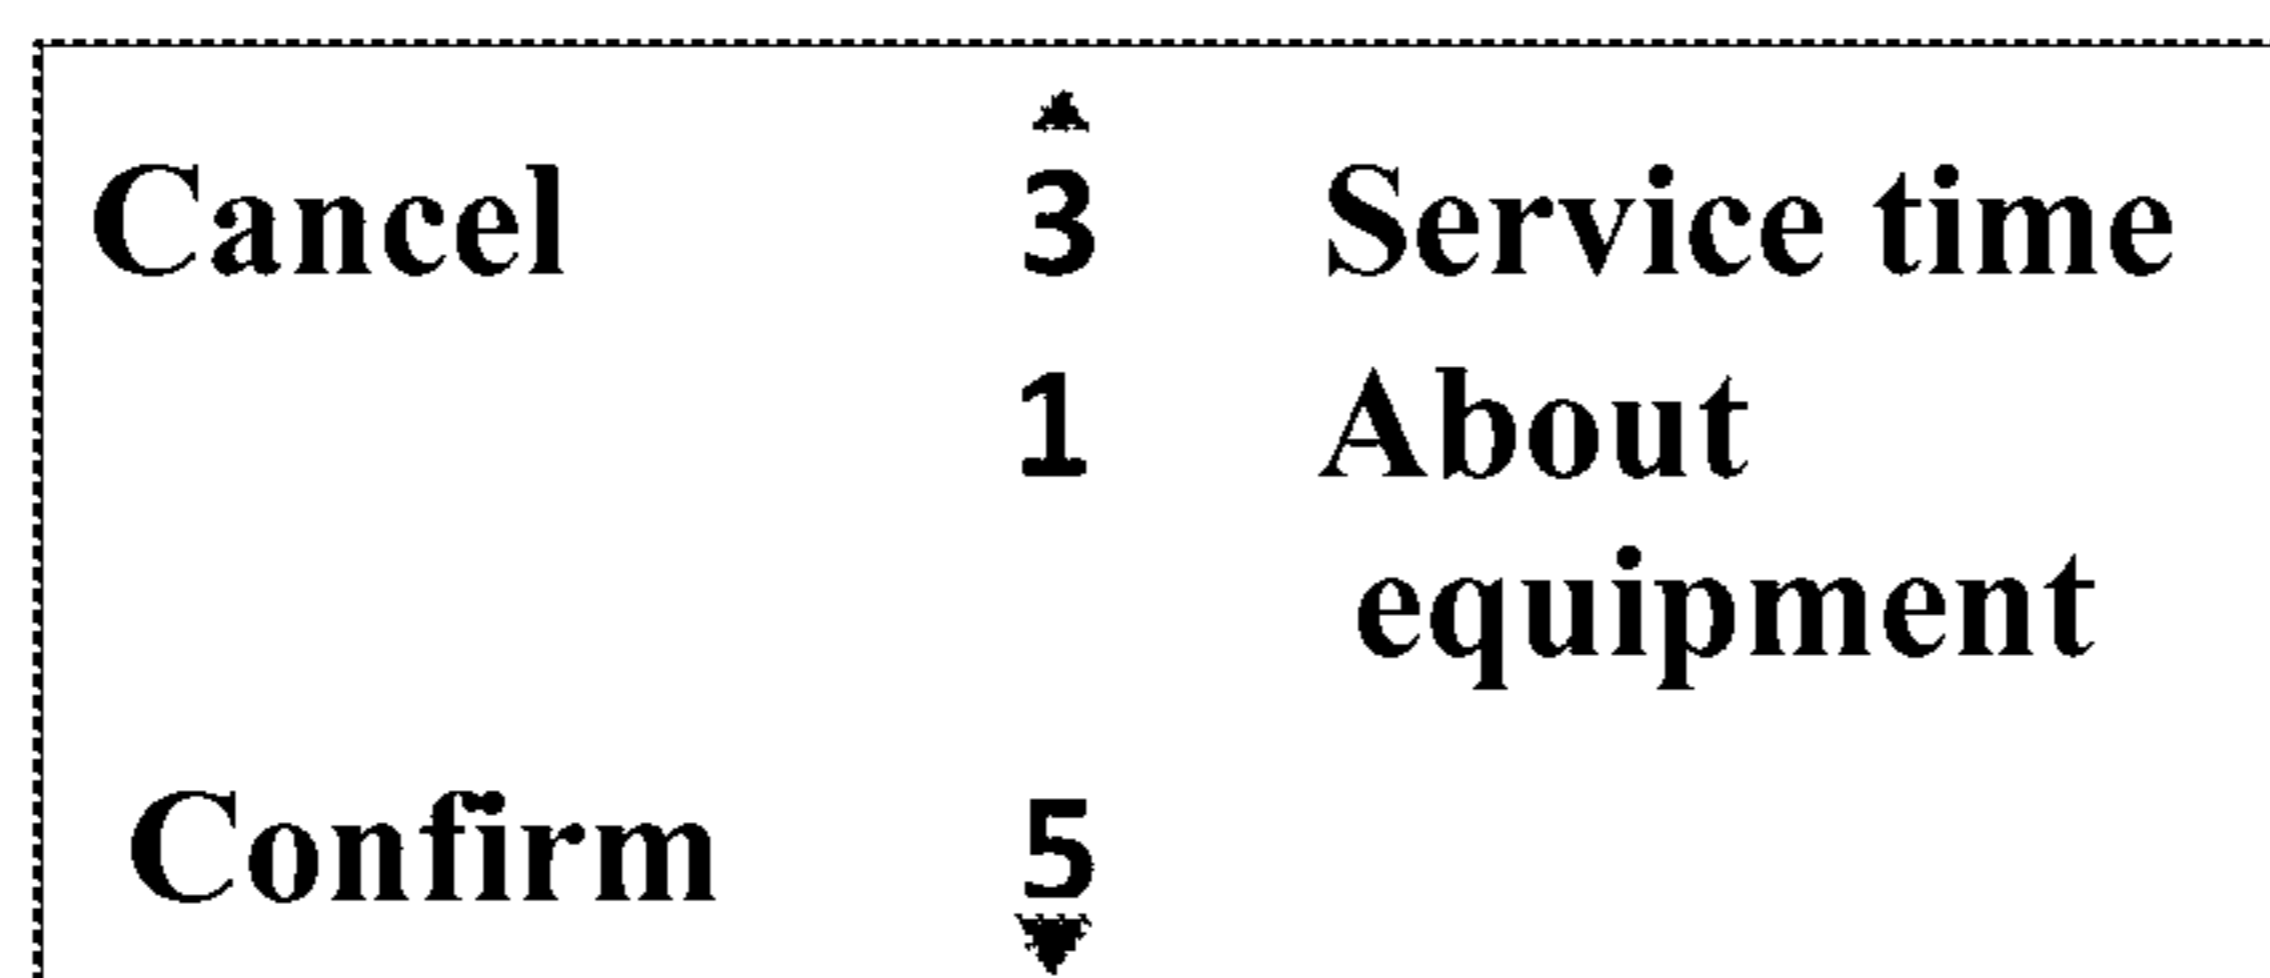 ▲
Cancel 3 Service time
1 About
equipment
Confirm 5
▼